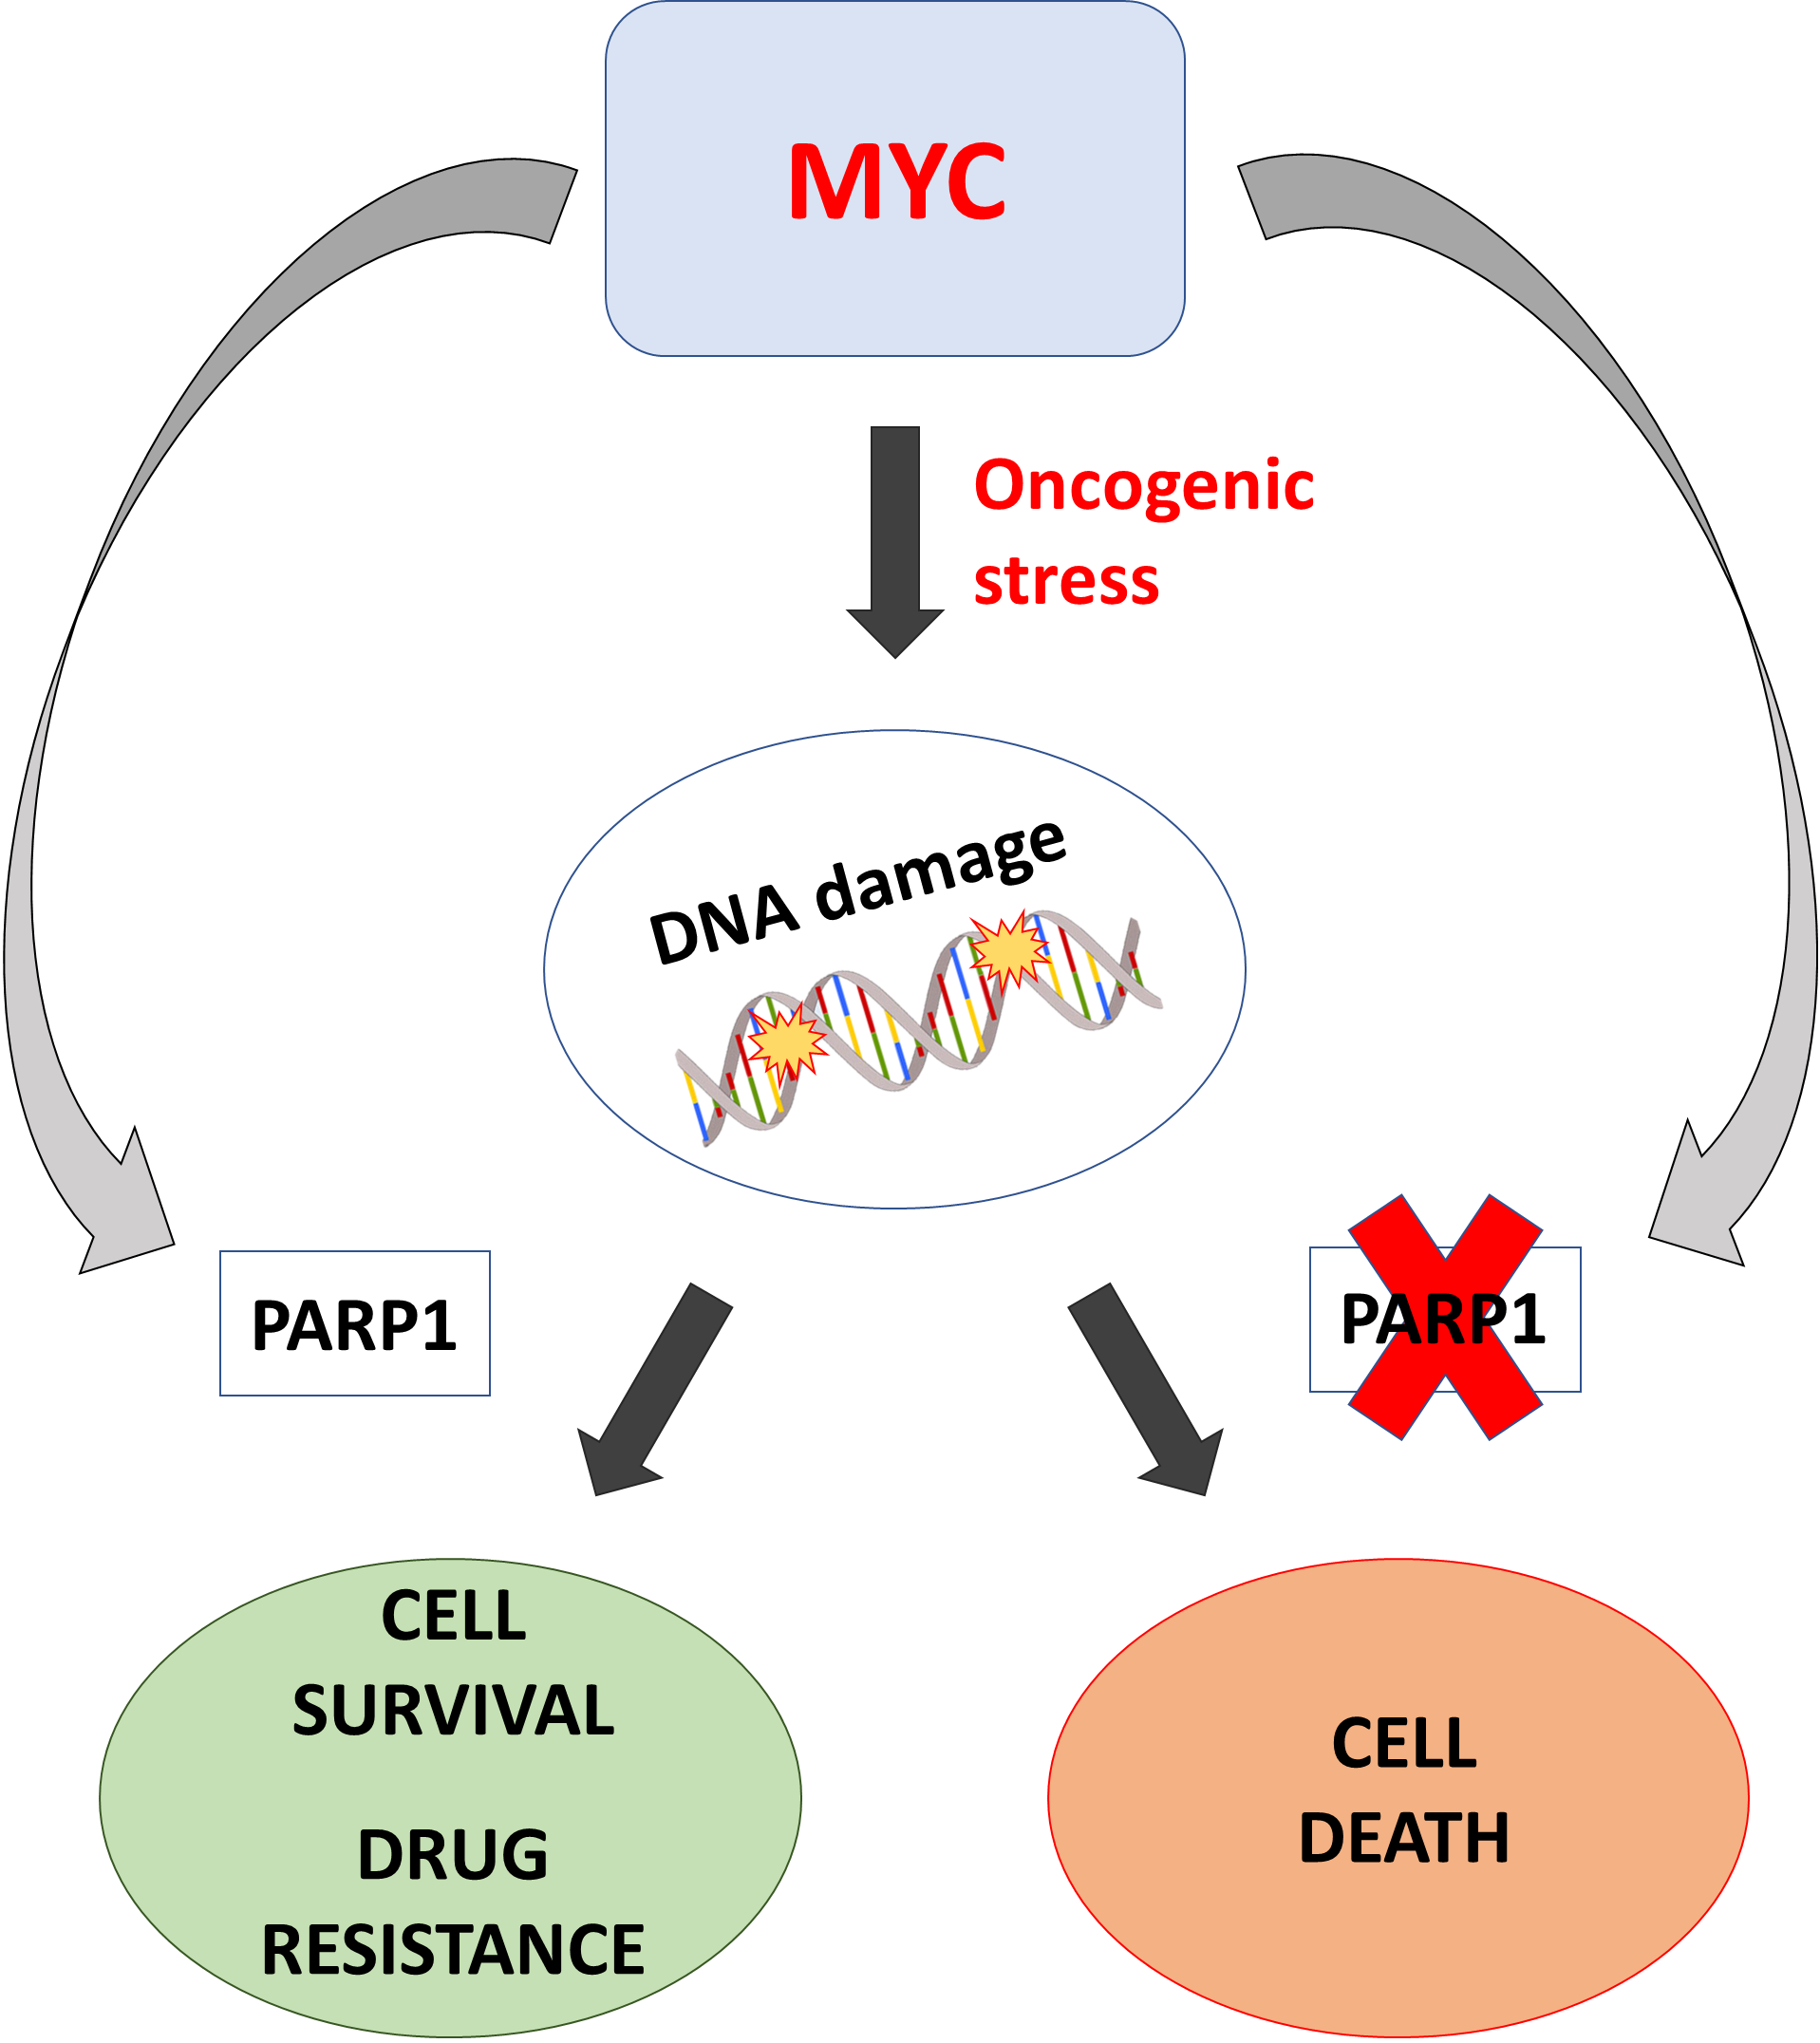 MYC
Oncogenic
stress
DNA damage
PARP1
PARP1
CELL
SURVIVAL
DRUG
RESISTANCE
CELL
DEATH